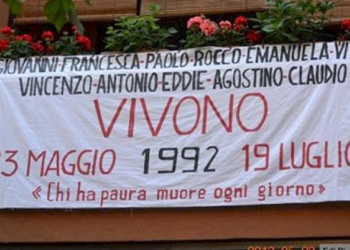 GIOVANNI-FRANCESCA-PAOLO-ROCCO-EMANUELA-VI
VINCENZO-ANTONIO-EDDIE-AGOSTINO-CLAUDIO
VIVONO
3 MAGGIO 1992 19 LUGLIO
«Chi ha paura muore ogni giorno»